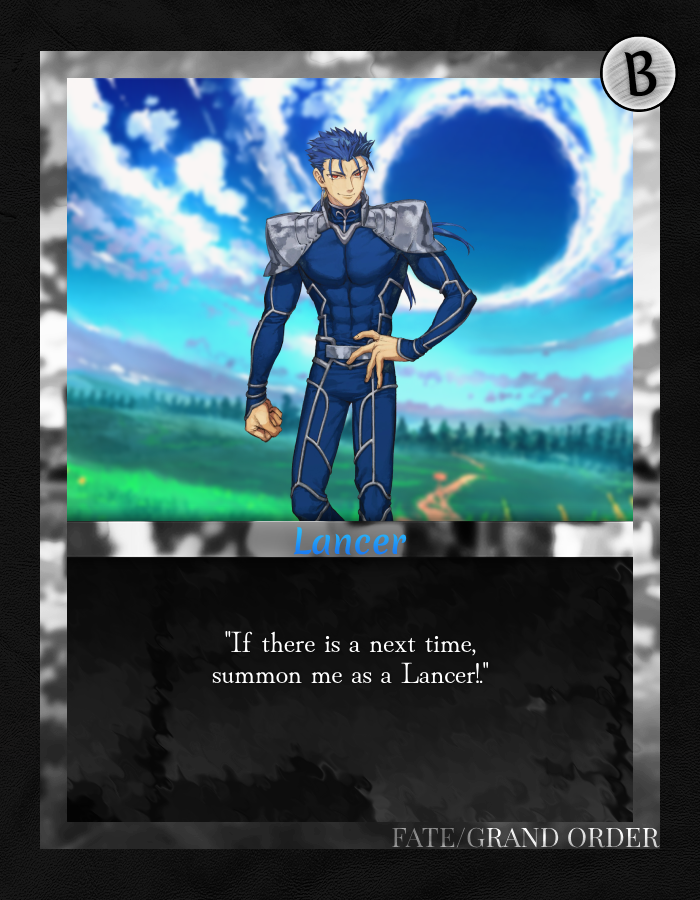 B
Lancer
"If there is a next time,
summon me as a Lancer!."
FATE/GRAND ORDER